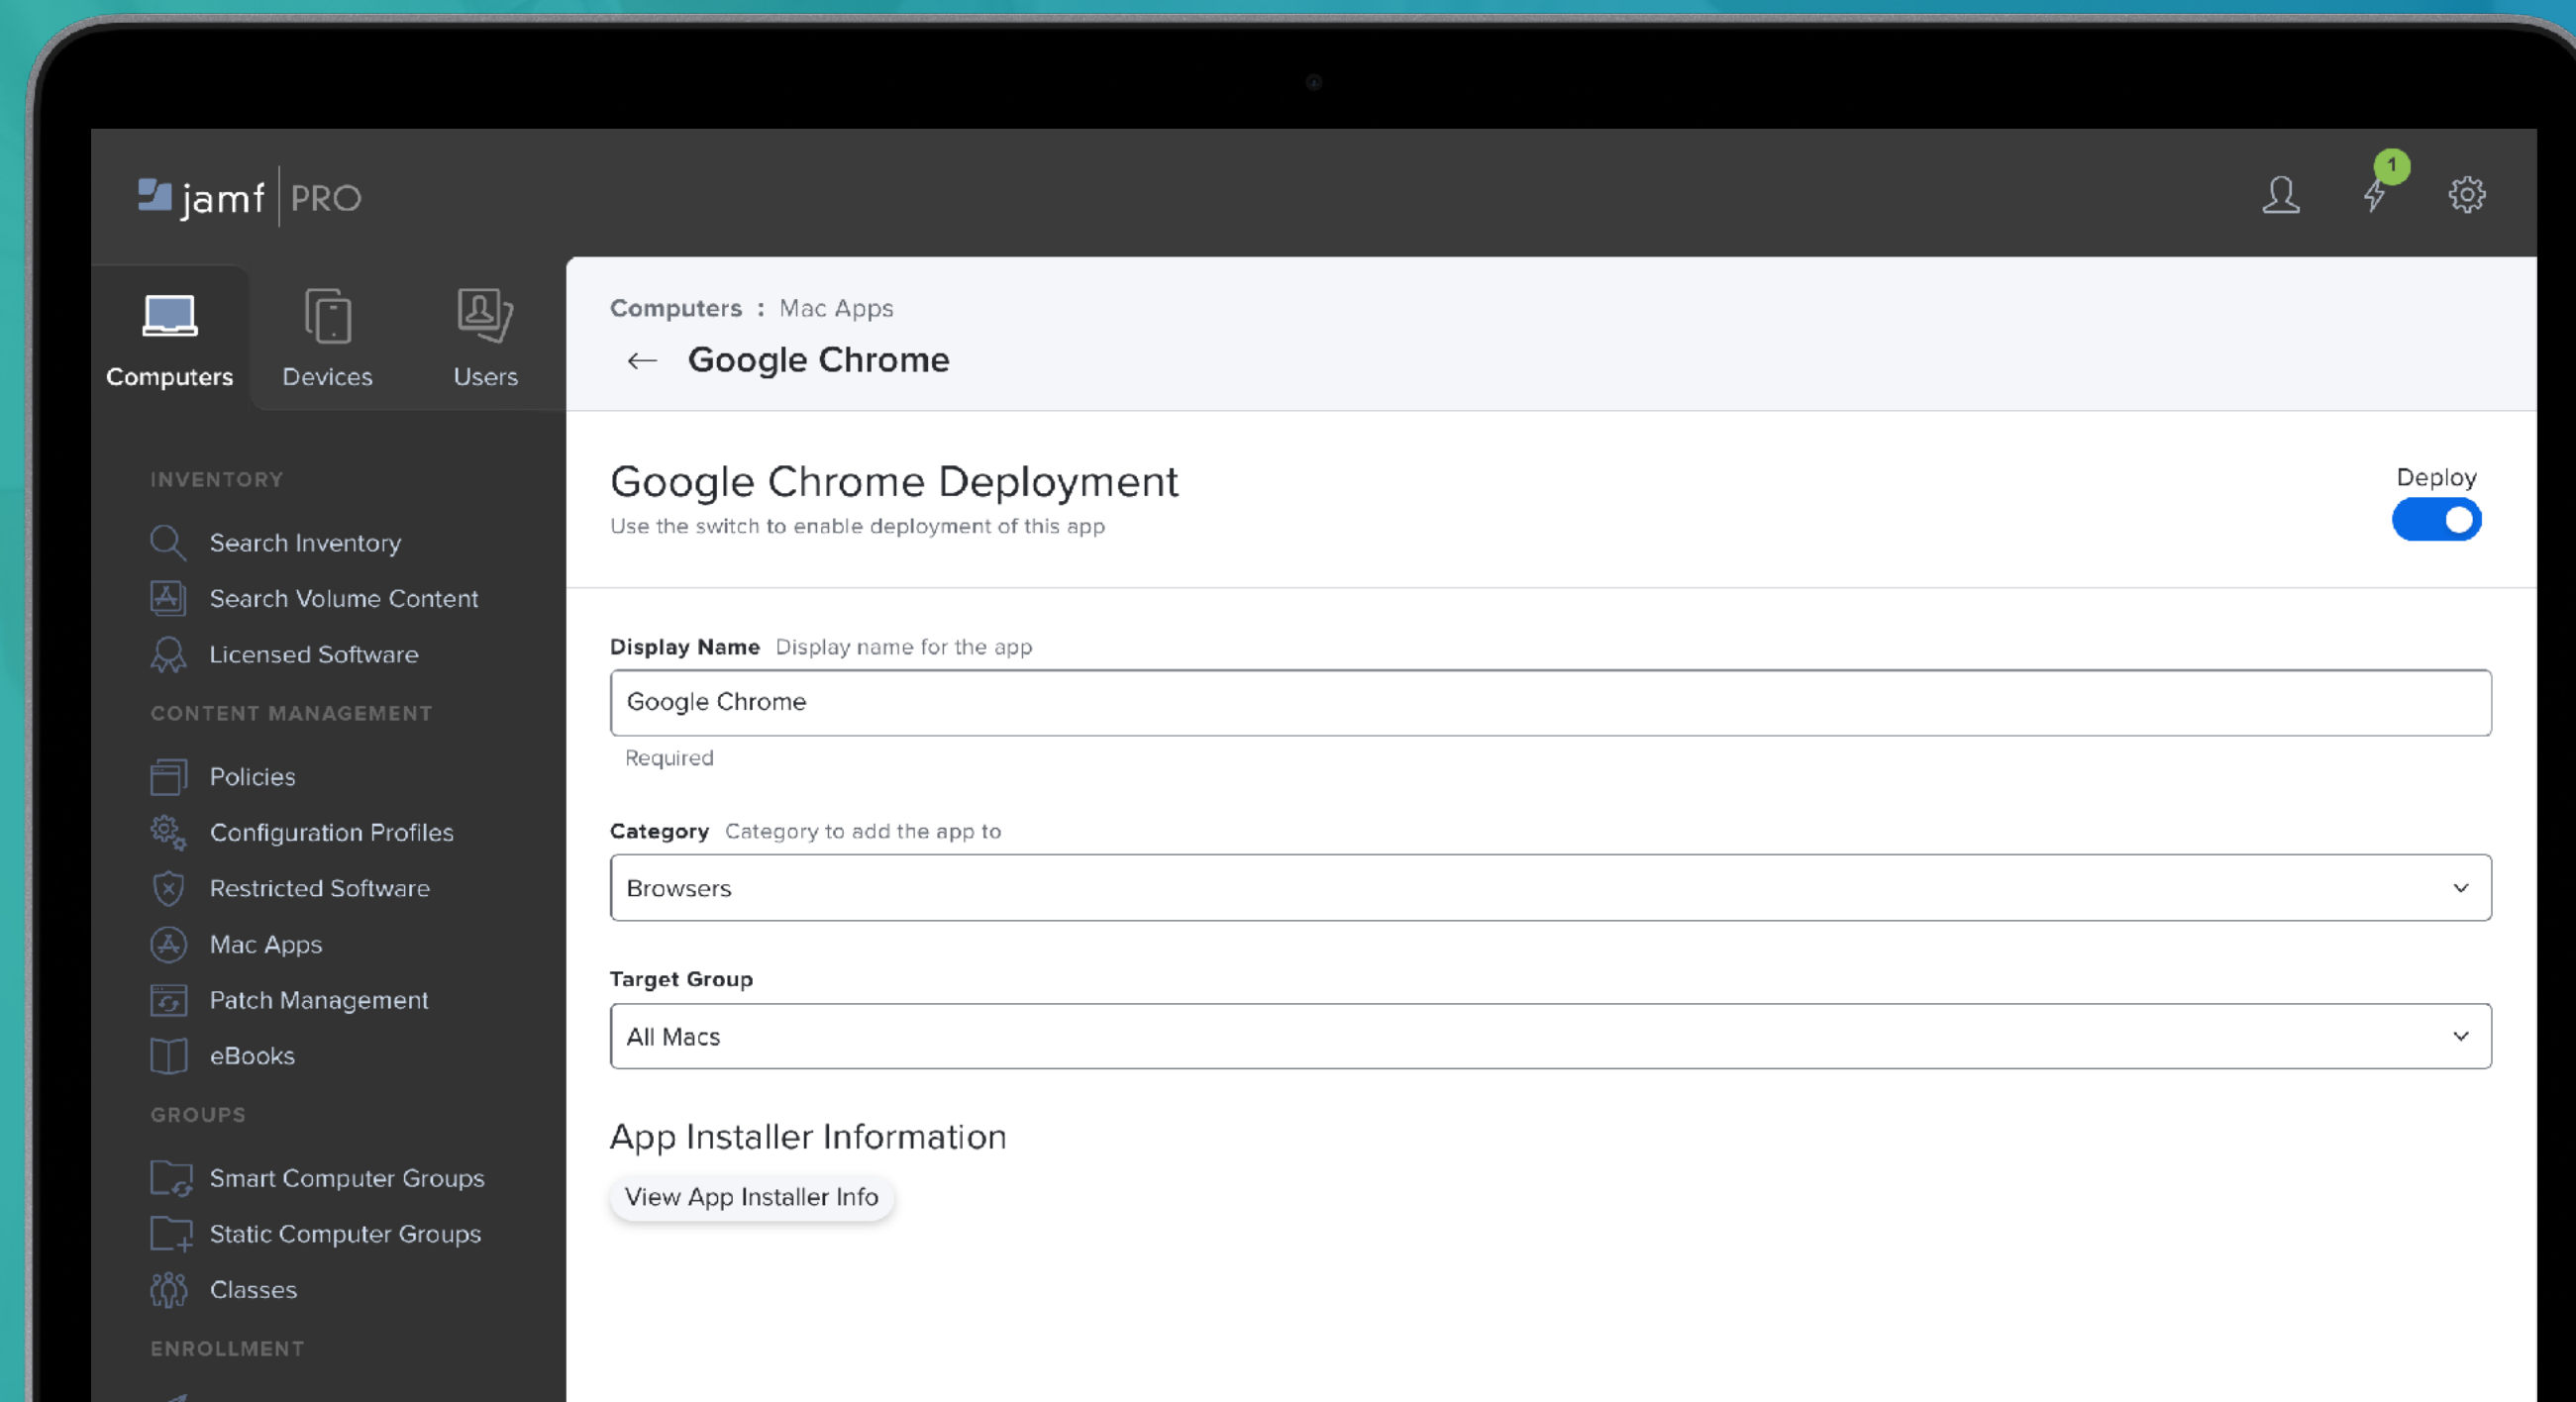 jamf PRO
1
Computers
Devices
Users
INVENTORY
Search Inventory
Search Volume Content
Licensed Software
CONTENT MANAGEMENT
Policies
Configuration Profiles
Restricted Software
Mac Apps
Patch Management
eBooks
GROUPS
Smart Computer Groups
Static Computer Groups
Classes
ENROLLMENT
Computers : Mac Apps
← Google Chrome
Google Chrome Deployment
Use the switch to enable deployment of this app
Deploy
Display Name Display name for the app
Google Chrome
Required
Category Category to add the app to
Browsers
Target Group
All Macs
App Installer Information
View App Installer Info